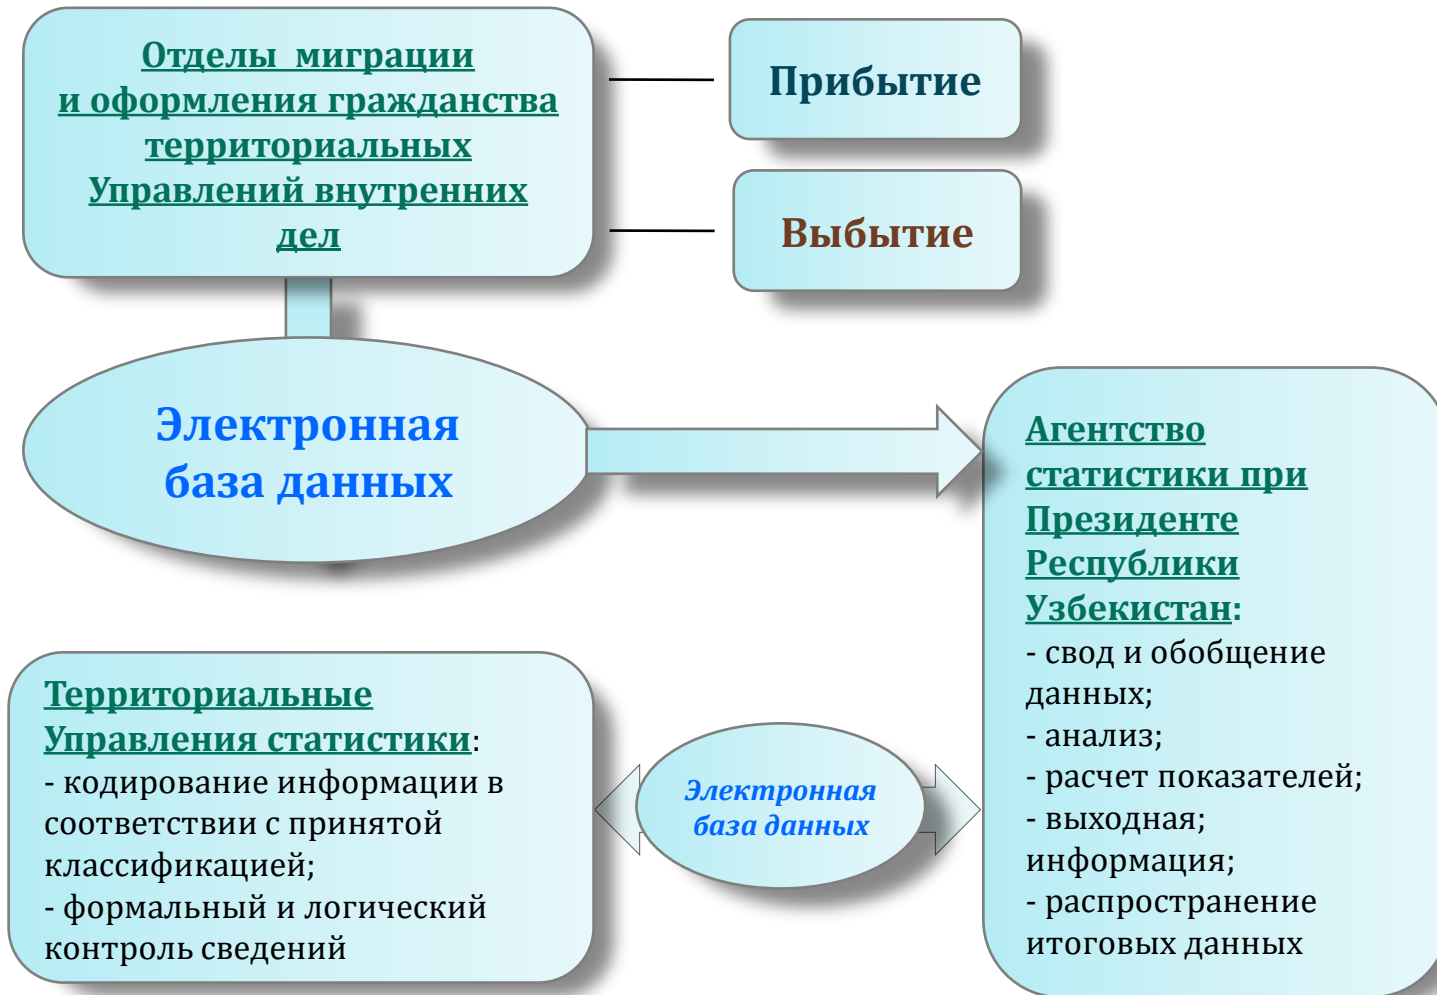 Отделы миграции
и оформления гражданства
территориальных
Управлений внутренних
дел
Прибытие
Выбытие
Электронная
база данных
Агентство
статистики при
Президенте
Республики
Узбекистан:
- свод и обобщение
данных;
- анализ;
- расчет показателей;
- выходная;
информация;
- распространение
итоговых данных
Территориальные
Управления статистики:
- кодирование информации в
соответствии с принятой
классификацией;
- формальный и логический
контроль сведений
Электронная
база данных